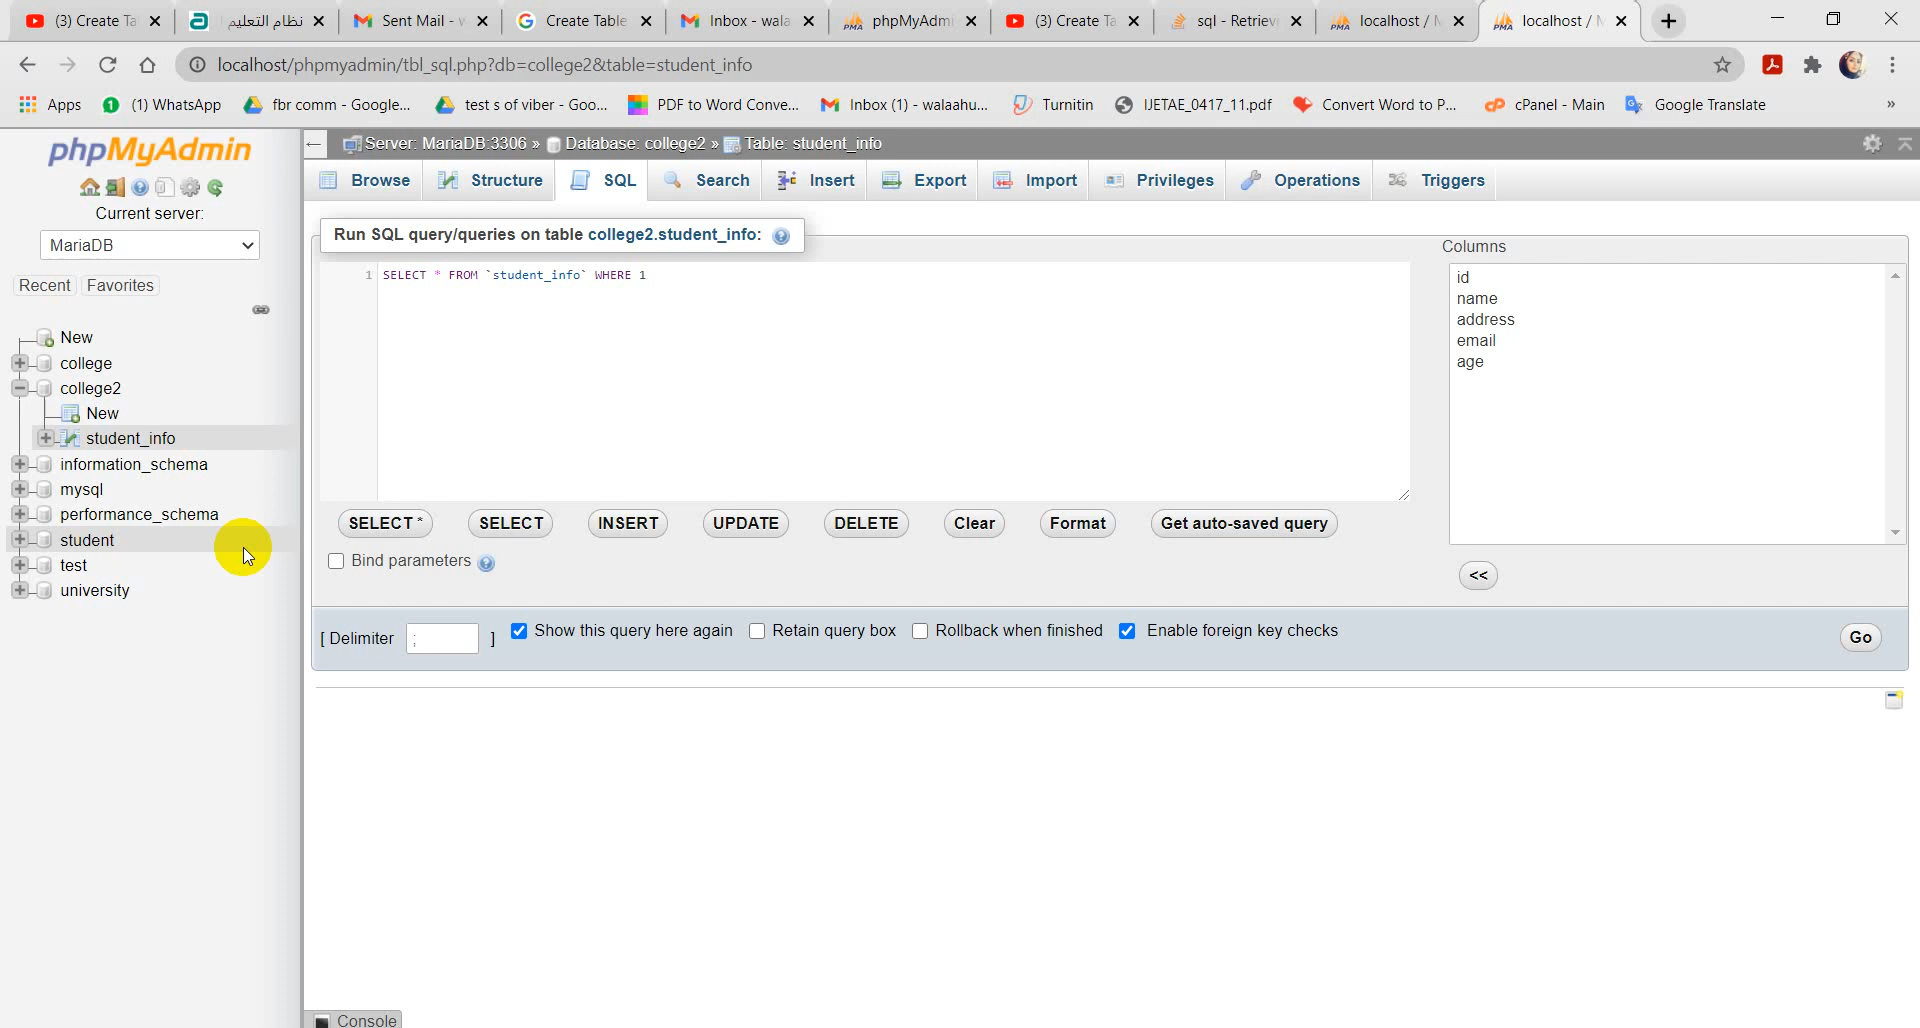 (3) Create Ta
نظام التعليم
Sent Mail - w
Create Table
Inbox - wala
phpMyAdmi
(3) Create Ta
sql - Retriev
localhost / M
localhost / M
localhost/phpmyadmin/tbl_sql.php?db=college2&table=student_info
Apps
(1) WhatsApp
fbr comm - Google...
test s of viber - Goo...
PDF to Word Conve...
Inbox (1) - walaahu...
Turnitin
IJETAE_0417_11.pdf
Convert Word to P...
cPanel - Main
Google Translate
»
phpMyAdmin
Current server:
MariaDB
Recent Favorites
New
college
college2
New
student_info
information_schema
mysql
performance_schema
student
test
university
Server: MariaDB:3306 » Database: college2 » Table: student_info
Browse Structure SQL Search Insert Export Import Privileges Operations Triggers
Run SQL query/queries on table college2.student_info:
1 SELECT * FROM `student_info` WHERE 1
Columns
id
name
address
email
age
SELECT * SELECT INSERT UPDATE DELETE Clear Format Get auto-saved query
Bind parameters
<<
[ Delimiter ; ] Show this query here again Retain query box Rollback when finished Enable foreign key checks
Go
Console